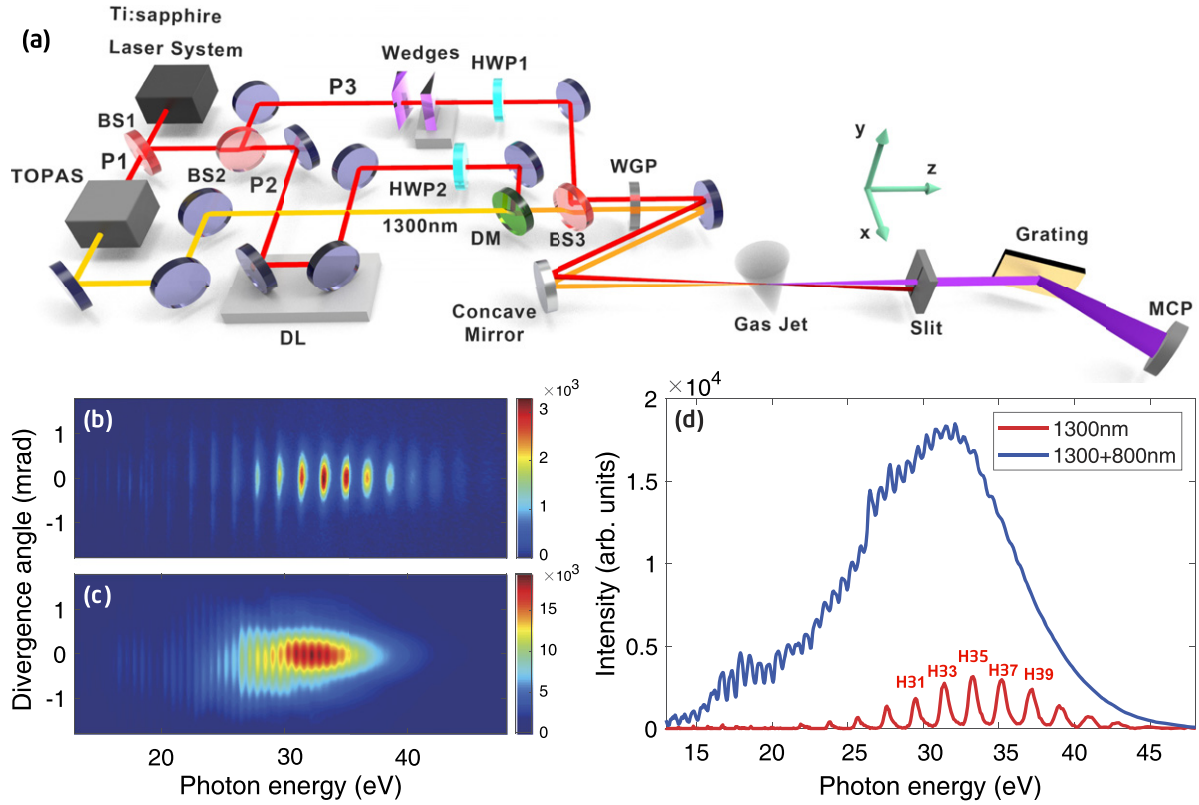 (a)
Ti:sapphire
Laser System
BS1
P1
TOPAS
BS2
P2
P3
Wedges
HWP1
HWP2
1300nm
DM
BS3
WGP
DL
Concave
Mirror
Gas Jet
Slit
Grating
MCP
y
z
x
(b)
Divergence angle (mrad)
1
0
-1
×10³
3
2
1
0
(c)
1
0
-1
×10³
15
10
5
0
20
30
40
Photon energy (eV)
(d)
×10⁴
Intensity (arb. units)
2
1.5
1
0.5
0
1300nm
1300+800nm
H31
H33
H35
H37
H39
15
20
25
30
35
40
45
Photon energy (eV)